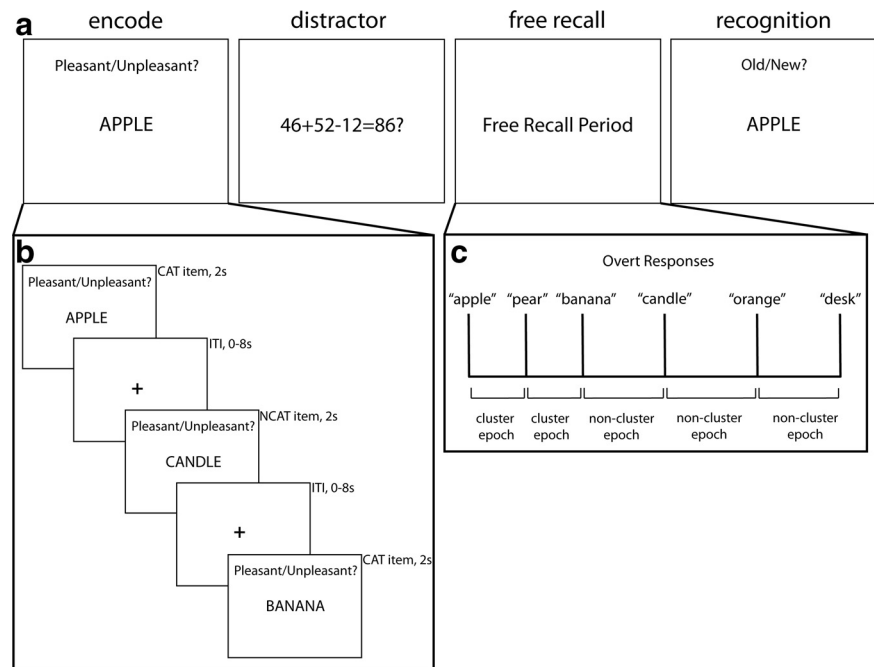 a
encode
distractor
free recall
recognition
Pleasant/Unpleasant?
APPLE
46+52-12=86?
Free Recall Period
Old/New?
APPLE
b
CAT item, 2s
Pleasant/Unpleasant?
APPLE
ITI, 0-8s
+
NCAT item, 2s
Pleasant/Unpleasant?
CANDLE
ITI, 0-8s
+
CAT item, 2s
Pleasant/Unpleasant?
BANANA
c
Overt Responses
“apple” “pear” “banana” “candle” “orange” “desk”
cluster
epoch
cluster
epoch
non-cluster
epoch
non-cluster
epoch
non-cluster
epoch